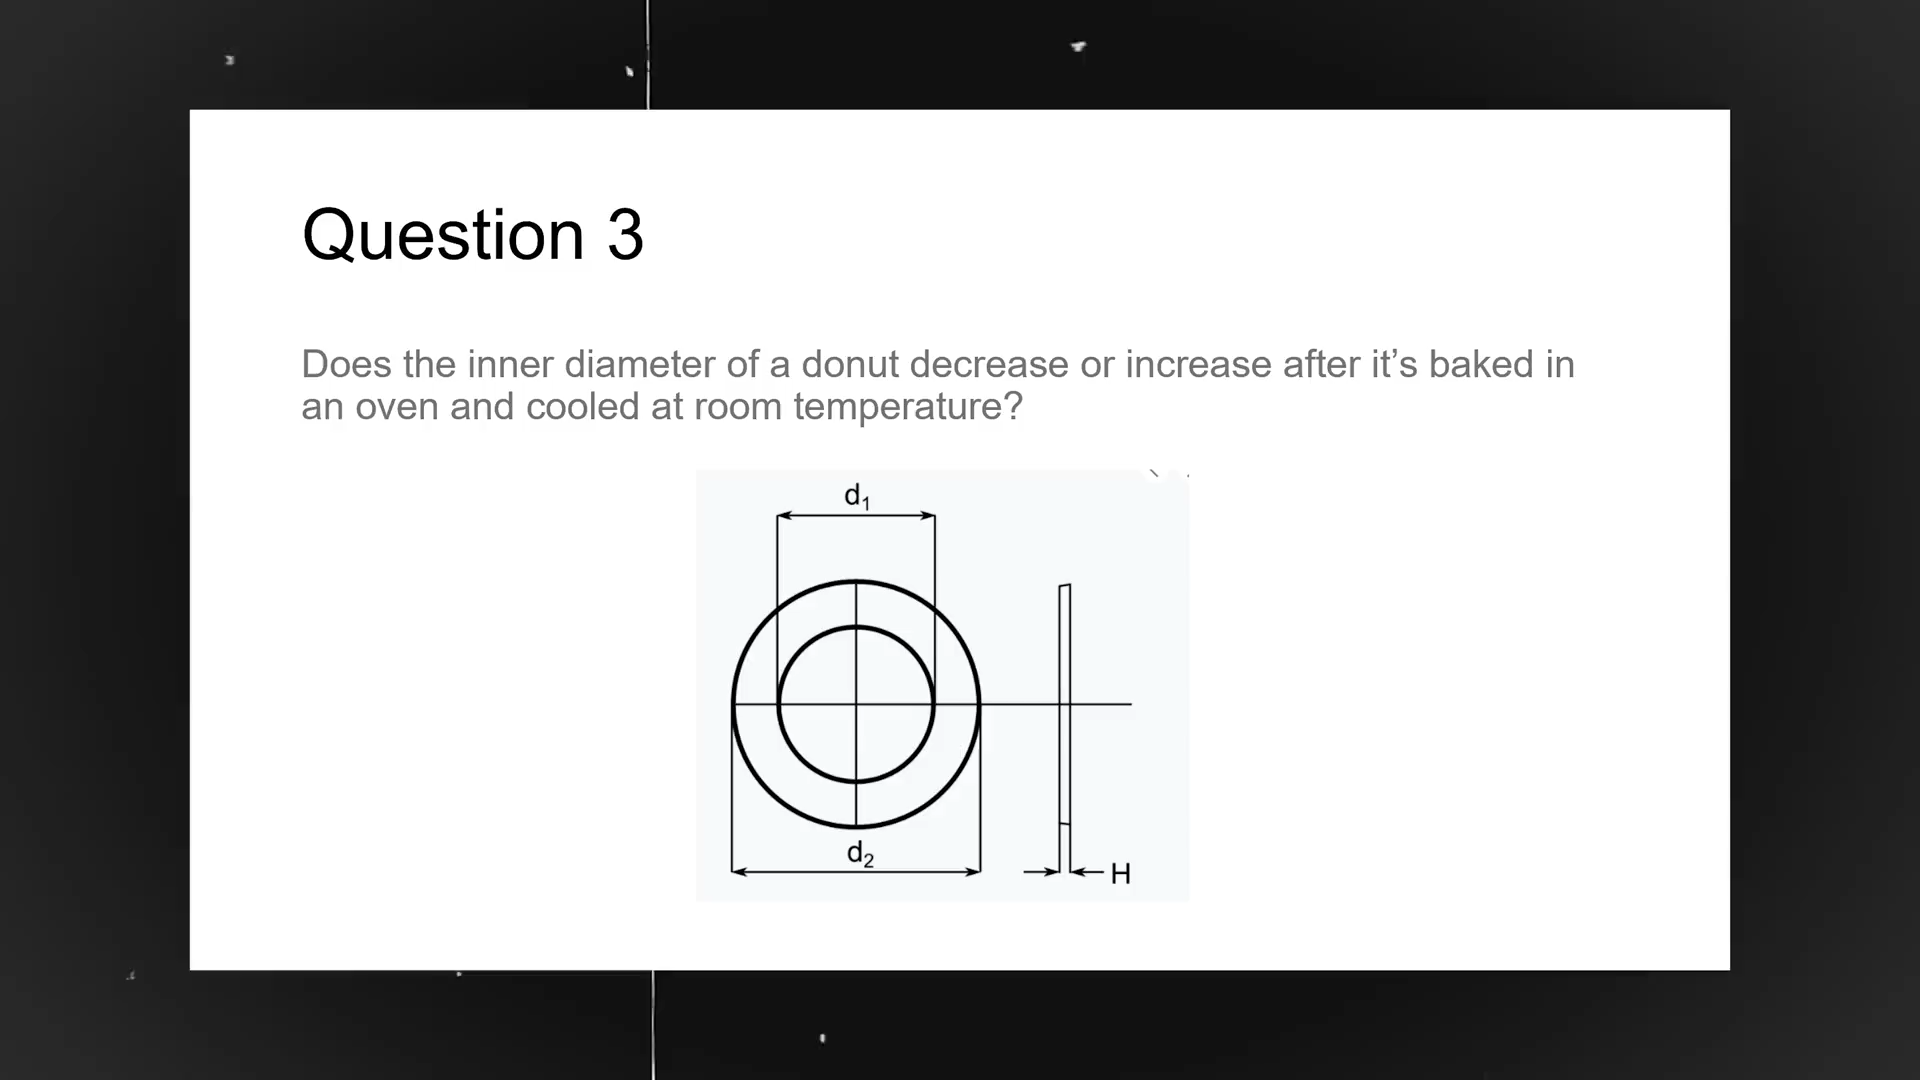 Question 3
Does the inner diameter of a donut decrease or increase after it’s baked in
an oven and cooled at room temperature?
d₁
d₂
H